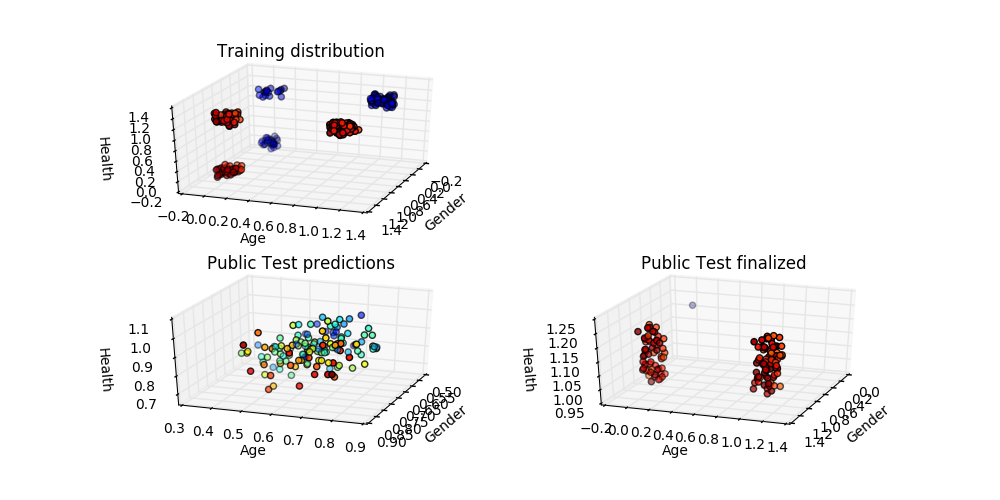 Training distribution
1.4
1.2
1.0
0.8
0.6
0.4
0.2
0.0
−0.2
Health
−0.2 0.0 0.2 0.4 0.6 0.8 1.0 1.2 1.4
Age
−0.2
Gender
1.4
Public Test predictions
1.1
1.0
0.9
0.8
0.7
Health
0.3 0.4 0.5 0.6 0.7 0.8 0.9
Age
0.50
0.90
Gender
Public Test finalized
1.25
1.20
1.15
1.10
1.05
1.00
0.95
Health
−0.2 0.0 0.2 0.4 0.6 0.8 1.0 1.2 1.4
Age
1.4
Gender